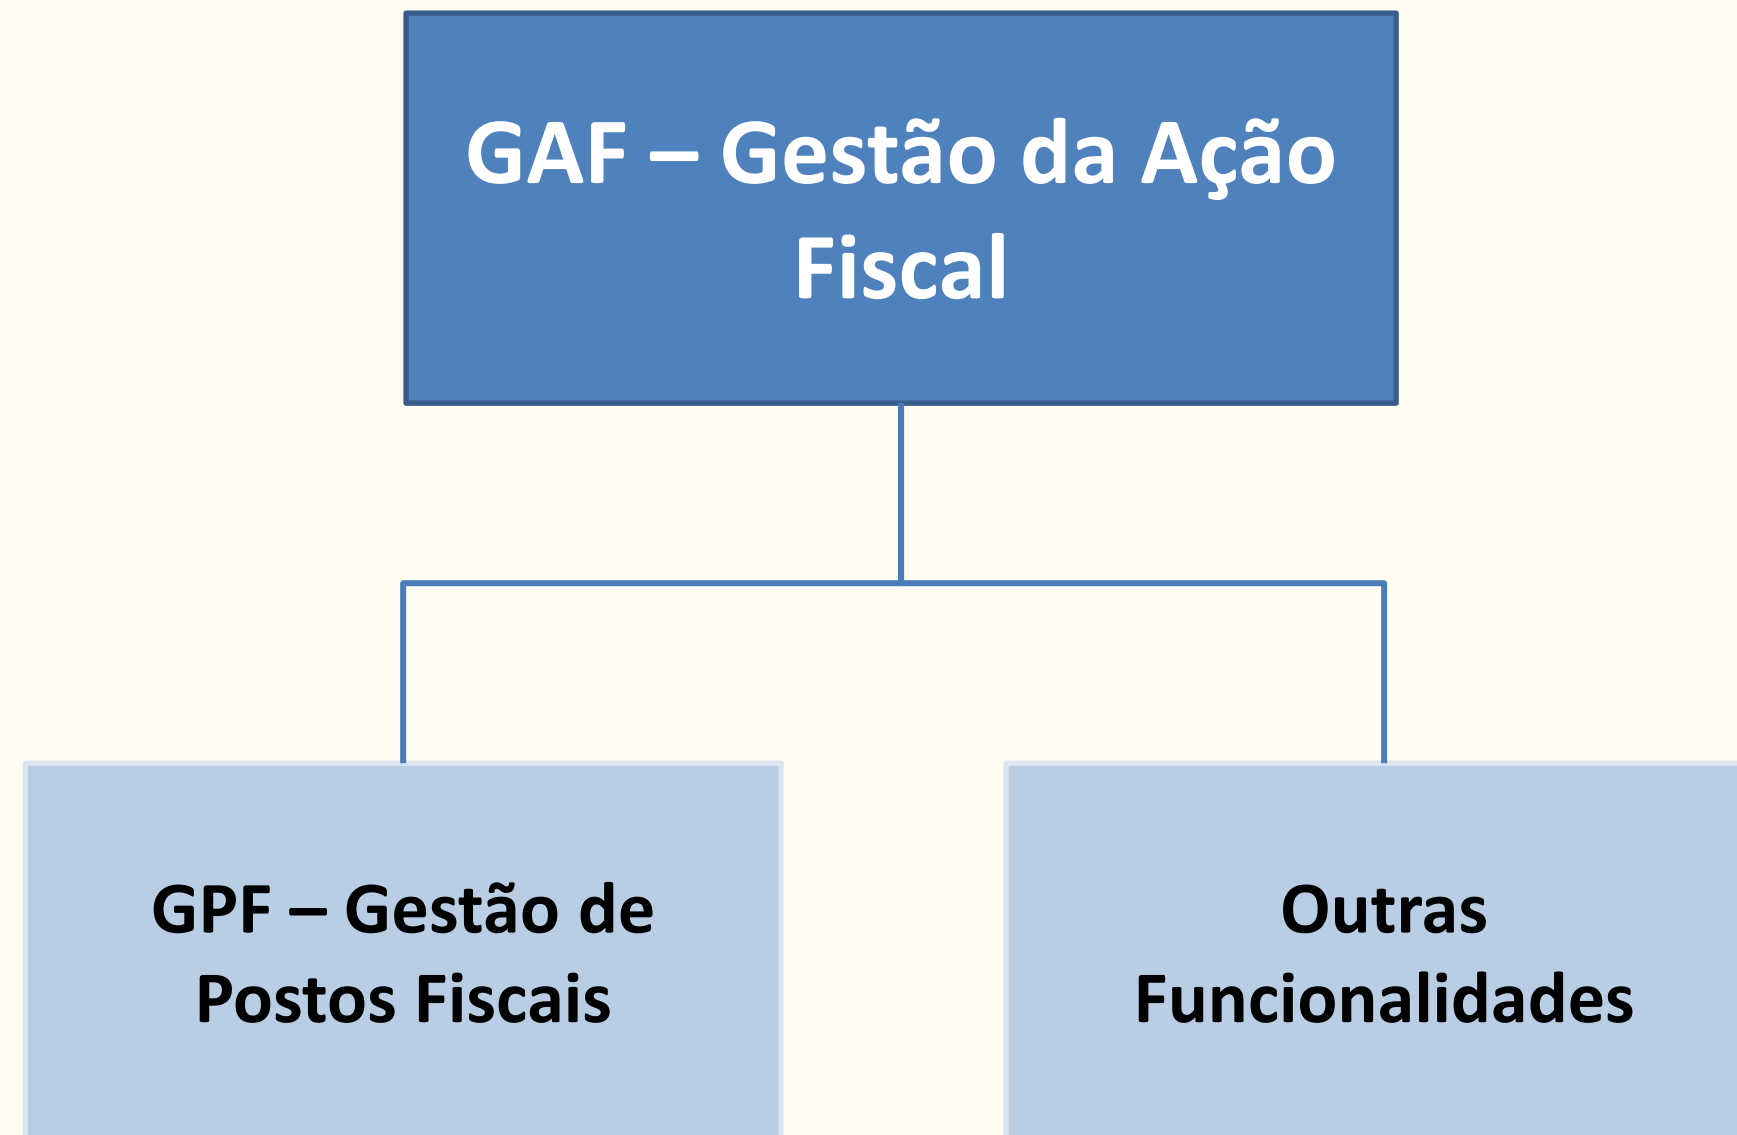 GAF – Gestão da Ação
Fiscal
GPF – Gestão de
Postos Fiscais
Outras
Funcionalidades